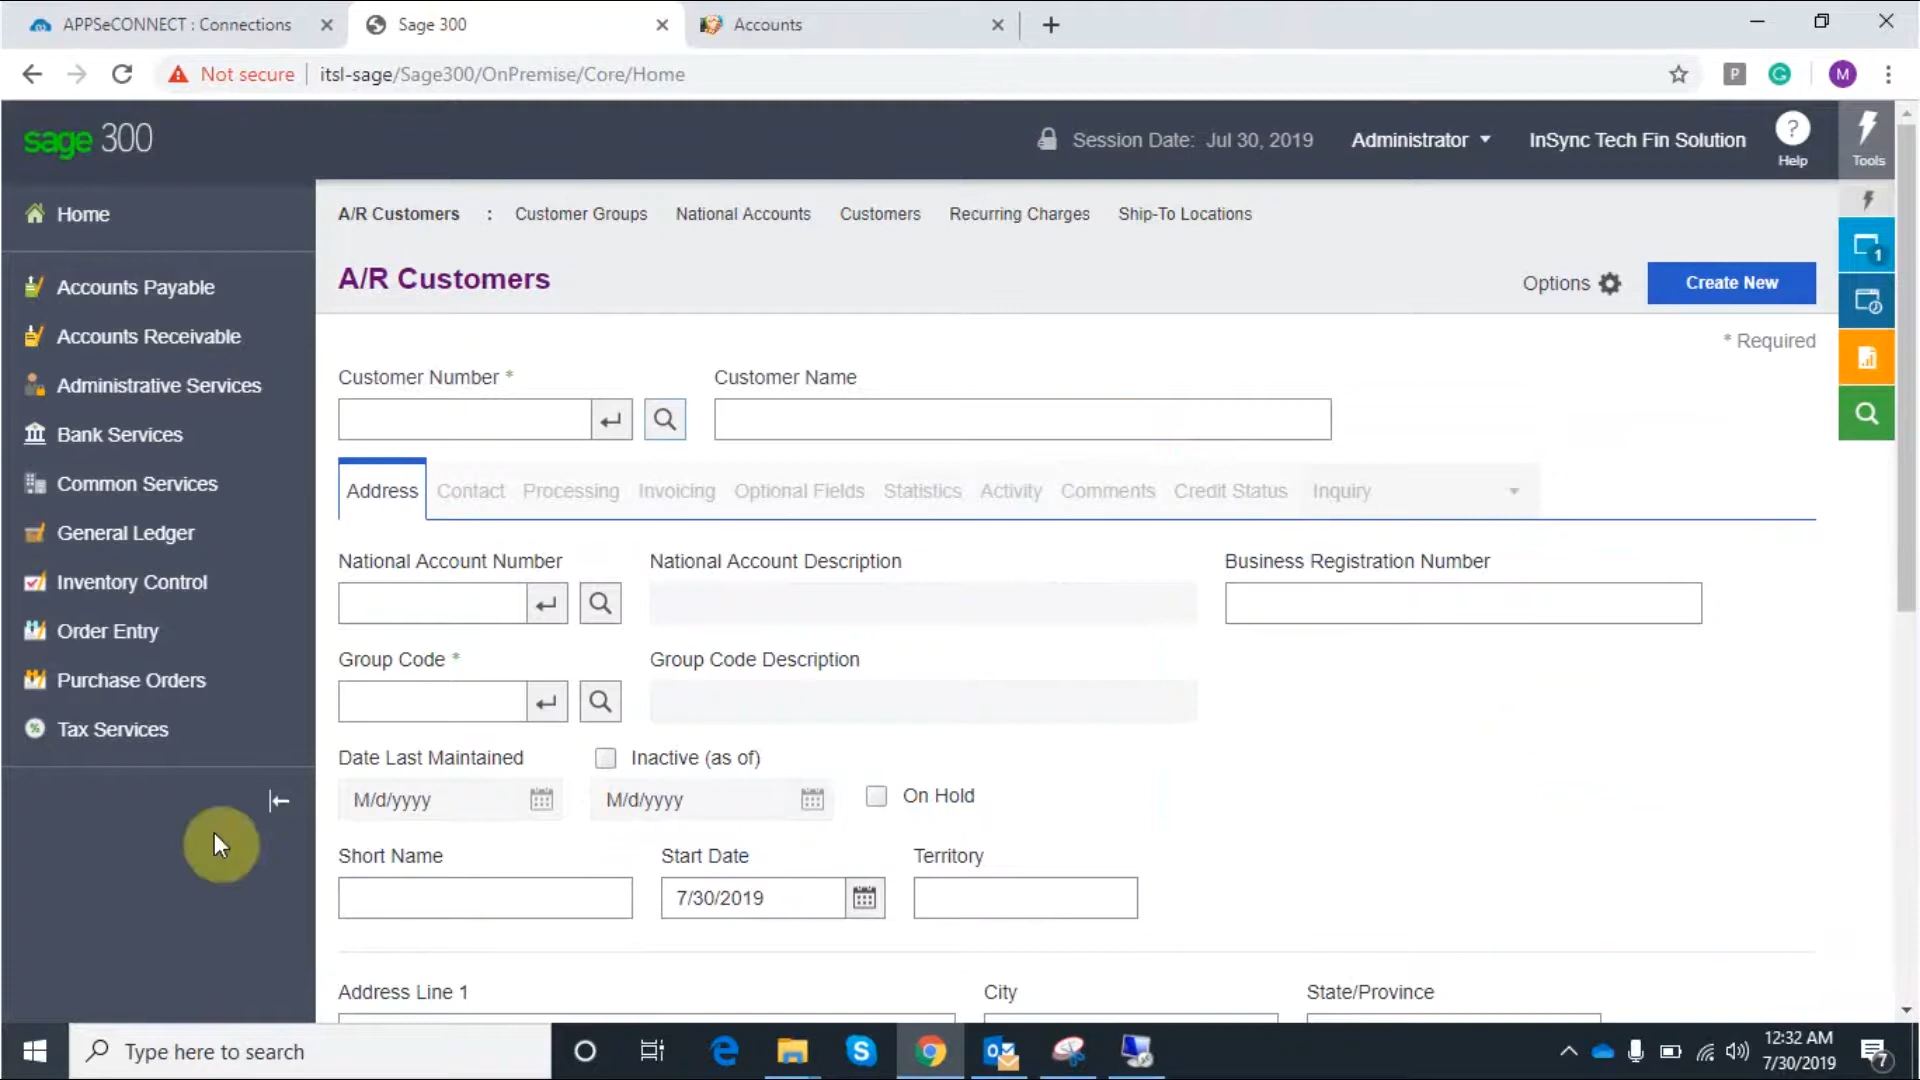 APPSeCONNECT : Connections
Sage 300
Accounts
Not secure
itsl-sage/Sage300/OnPremise/Core/Home
P
G
M
sage 300
Session Date: Jul 30, 2019
Administrator
InSync Tech Fin Solution
?
Help
Tools
Home
Accounts Payable
Accounts Receivable
Administrative Services
Bank Services
Common Services
General Ledger
Inventory Control
Order Entry
Purchase Orders
Tax Services
A/R Customers : Customer Groups National Accounts Customers Recurring Charges Ship-To Locations
A/R Customers
Options
Create New
1
* Required
Customer Number *
Customer Name
Address Contact Processing Invoicing Optional Fields Statistics Activity Comments Credit Status Inquiry
National Account Number
National Account Description
Business Registration Number
Group Code *
Group Code Description
Date Last Maintained
Inactive (as of)
M/d/yyyy
M/d/yyyy
On Hold
Short Name
Start Date
Territory
7/30/2019
Address Line 1
City
State/Province
Type here to search
12:32 AM
7/30/2019
7